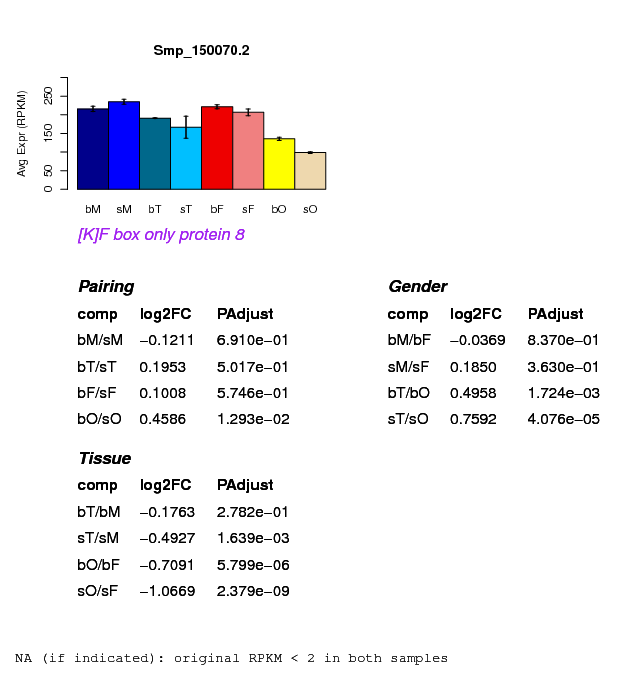 Smp_150070.2
Avg Expr (RPKM)
0 50 150 250
bM sM bT sT bF sF bO sO
[K]F box only protein 8
Pairing
comp log2FC PAdjust
bM/sM −0.1211 6.910e−01
bT/sT 0.1953 5.017e−01
bF/sF 0.1008 5.746e−01
bO/sO 0.4586 1.293e−02
Gender
comp log2FC PAdjust
bM/bF −0.0369 8.370e−01
sM/sF 0.1850 3.630e−01
bT/bO 0.4958 1.724e−03
sT/sO 0.7592 4.076e−05
Tissue
comp log2FC PAdjust
bT/bM −0.1763 2.782e−01
sT/sM −0.4927 1.639e−03
bO/bF −0.7091 5.799e−06
sO/sF −1.0669 2.379e−09
NA (if indicated): original RPKM < 2 in both samples